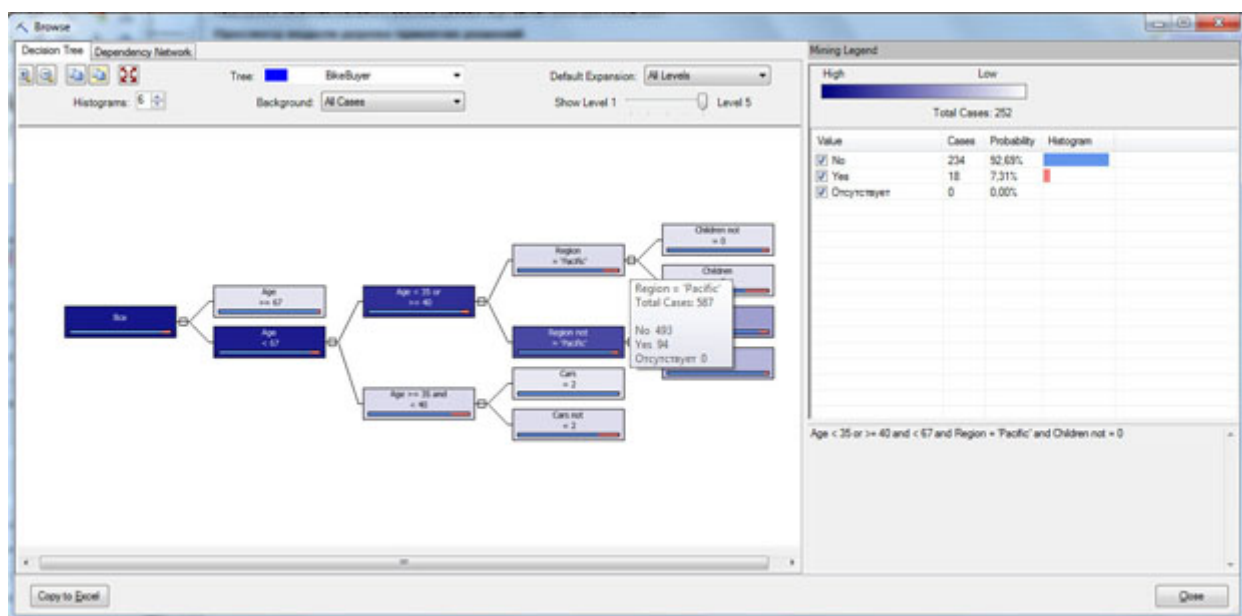 Browse
Decision Tree
Dependency Network
Tree:
BikeBuyer
Default Expansion:
All Levels
Histograms:
6
Background:
All Cases
Show Level 1
Level 5
Все
Age
>= 67
Age
< 67
Age < 35 or
>= 40
Age >= 35 and
< 40
Region
= 'Pacific'
Region not
= 'Pacific'
Cars
= 2
Cars not
= 2
Children not
= 0
Children
Region = 'Pacific'
Total Cases: 587
No 493
Yes 94
Отсутствует 0
Copy to Excel
Mining Legend
High
Low
Total Cases: 252
Value
Cases
Probability
Histogram
No 234 92,69%
Yes 18 7,31%
Отсутствует 0 0,00%
Age < 35 or >= 40 and < 67 and Region = 'Pacific' and Children not = 0
Close